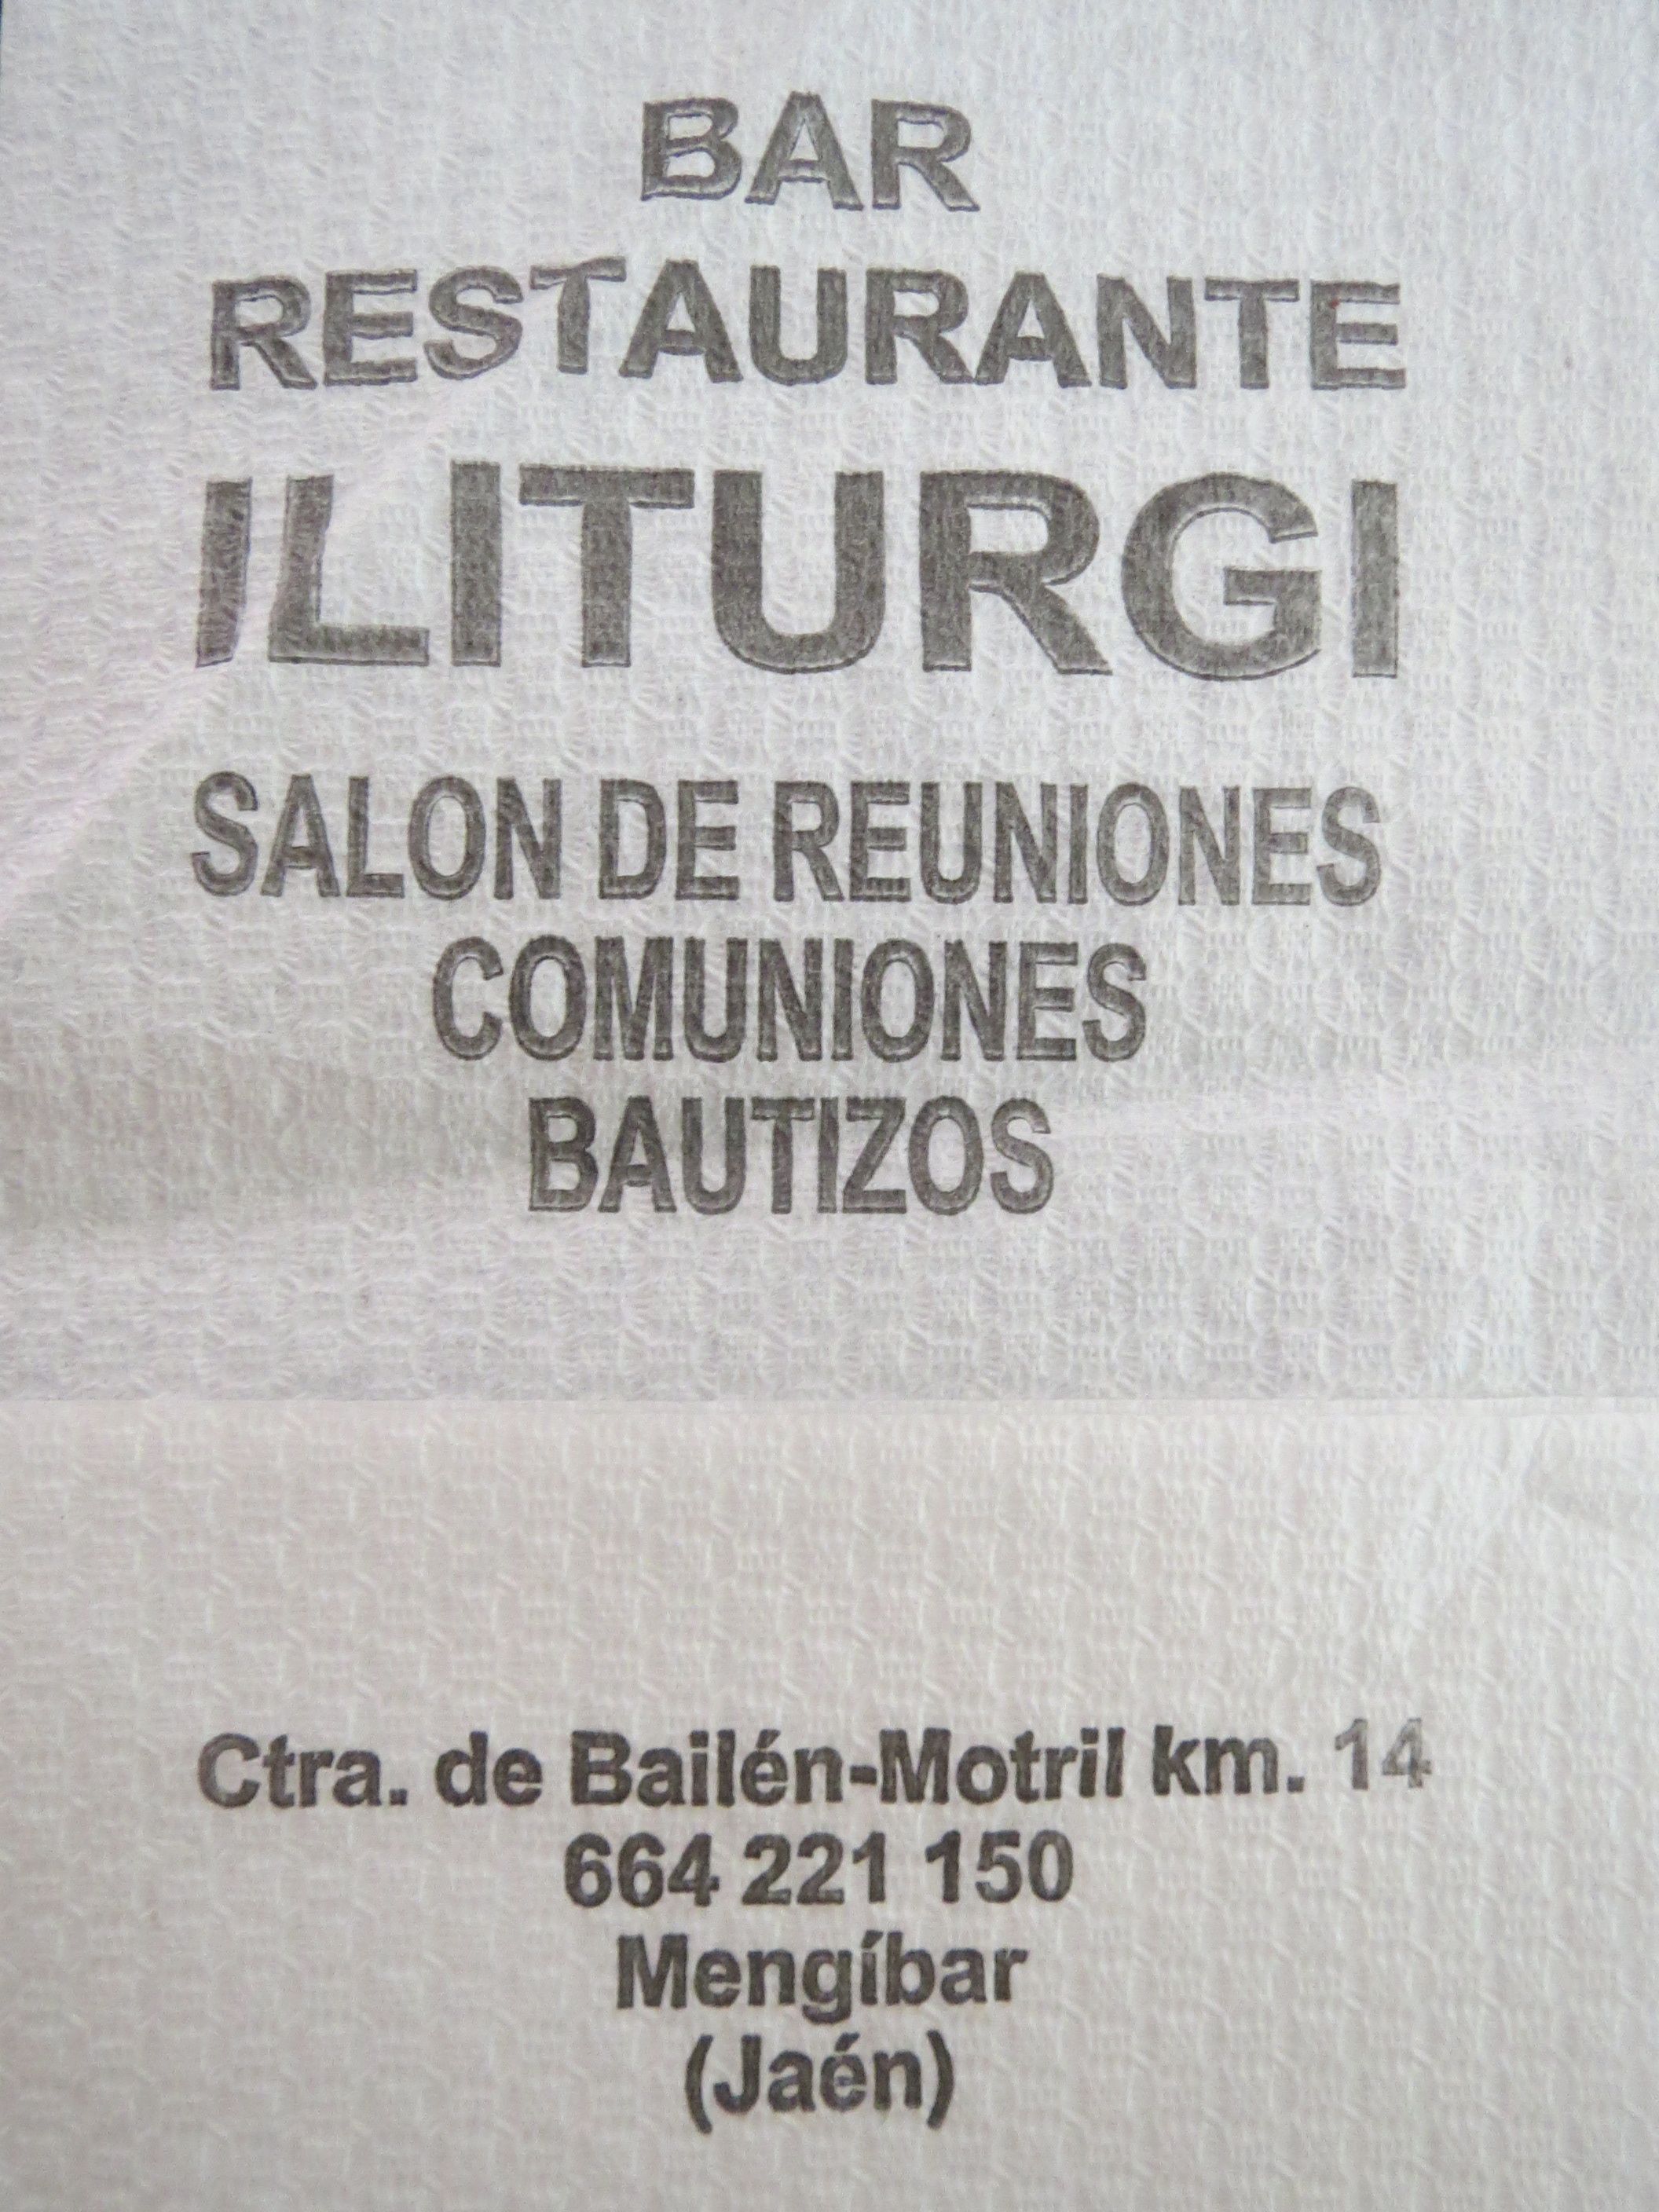 BAR
RESTAURANTE
ILITURGI
SALON DE REUNIONES
COMUNIONES
BAUTIZOS
Ctra. de Bailén-Motril km. 14
664 221 150
Mengíbar
(Jaén)